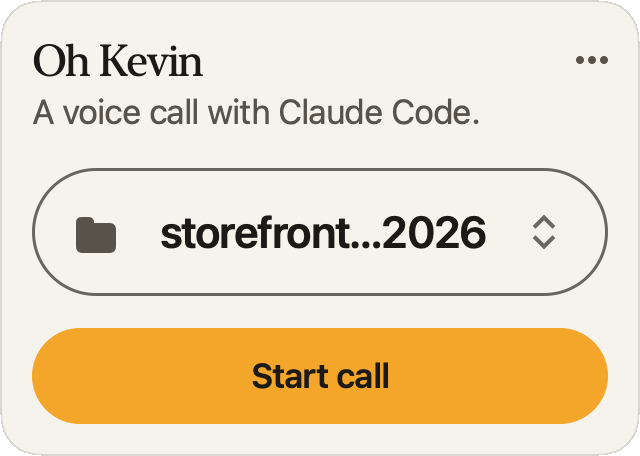 Oh Kevin
A voice call with Claude Code.
storefront...2026
Start call